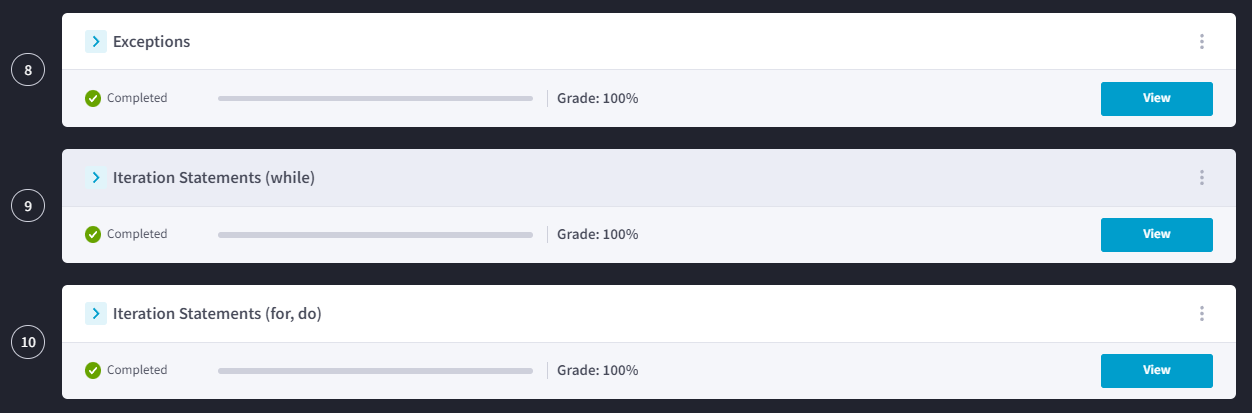 8
Exceptions
Completed Grade: 100% View
9
Iteration Statements (while)
Completed Grade: 100% View
10
Iteration Statements (for, do)
Completed Grade: 100% View